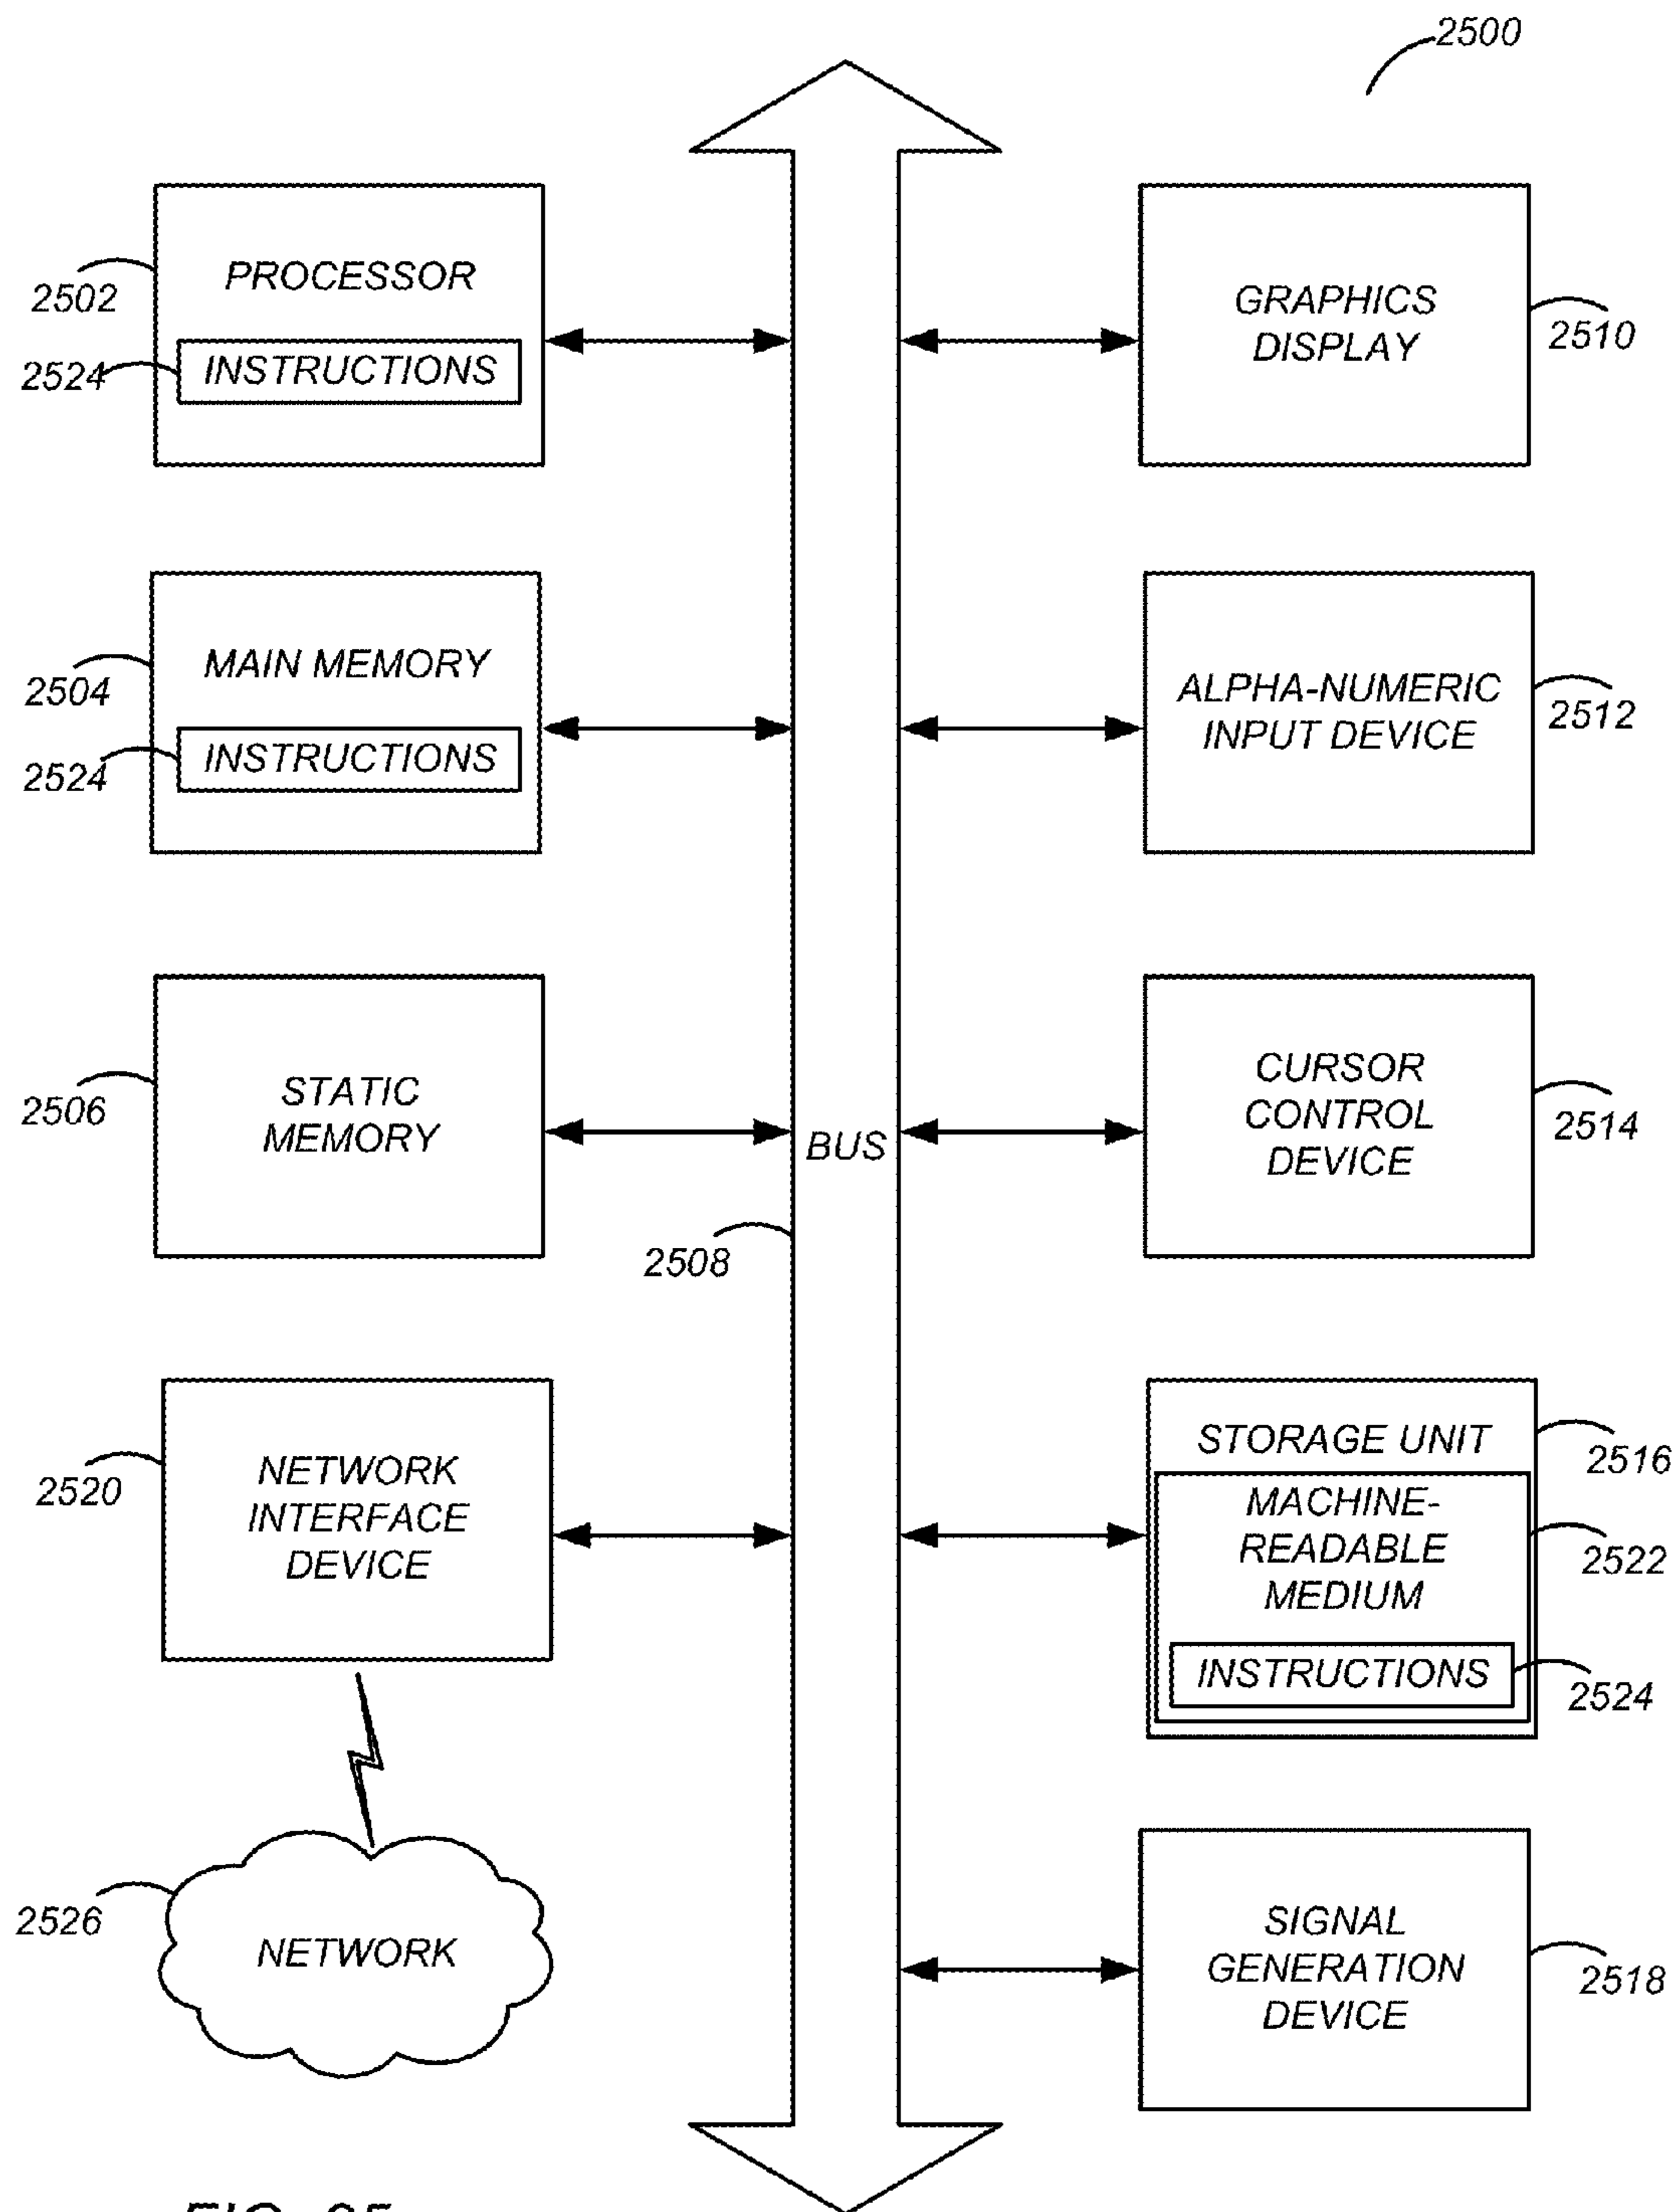 2500
PROCESSOR
2502
2524
INSTRUCTIONS
GRAPHICS
DISPLAY
2510
MAIN MEMORY
2504
2524
INSTRUCTIONS
ALPHA-NUMERIC
INPUT DEVICE
2512
STATIC
MEMORY
2506
BUS
2508
CURSOR
CONTROL
DEVICE
2514
NETWORK
INTERFACE
DEVICE
2520
STORAGE UNIT
2516
MACHINE-
READABLE
MEDIUM
2522
INSTRUCTIONS
2524
2526
NETWORK
SIGNAL
GENERATION
DEVICE
2518
FIG. 25